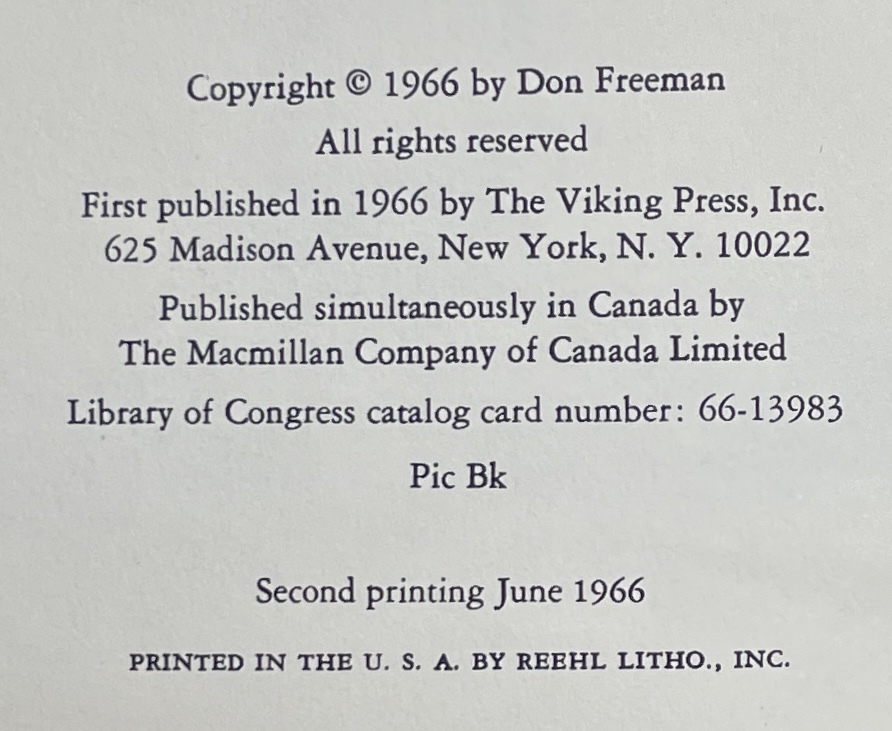 Copyright © 1966 by Don Freeman
All rights reserved
First published in 1966 by The Viking Press, Inc.
625 Madison Avenue, New York, N. Y. 10022
Published simultaneously in Canada by
The Macmillan Company of Canada Limited
Library of Congress catalog card number: 66-13983
Pic Bk
Second printing June 1966
PRINTED IN THE U. S. A. BY REEHL LITHO., INC.